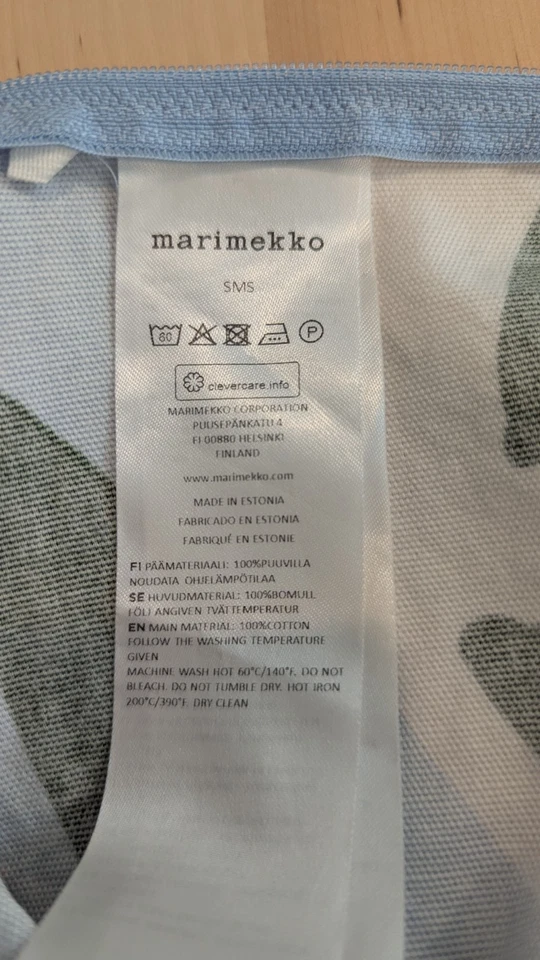 marimekko
SMS
60 P
clevercare.info
MARIMEKKO CORPORATION
PUUSEPÄNKATU 4
FI 00880 HELSINKI
FINLAND
www.marimekko.com
MADE IN ESTONIA
FABRICADO EN ESTONIA
FABRIQUÉ EN ESTONIE
FI PÄÄMATERIAALI: 100%PUUVILLA
NOUDATA OHJELÄMPÖTILAA
SE HUVUDMATERIAL: 100%BOMULL
FÖLJ ANGIVEN TVÄTTEMPERATUR
EN MAIN MATERIAL: 100%COTTON
FOLLOW THE WASHING TEMPERATURE
GIVEN
MACHINE WASH HOT 60°C/140°F. DO NOT
BLEACH. DO NOT TUMBLE DRY. HOT IRON
200°C/390°F. DRY CLEAN